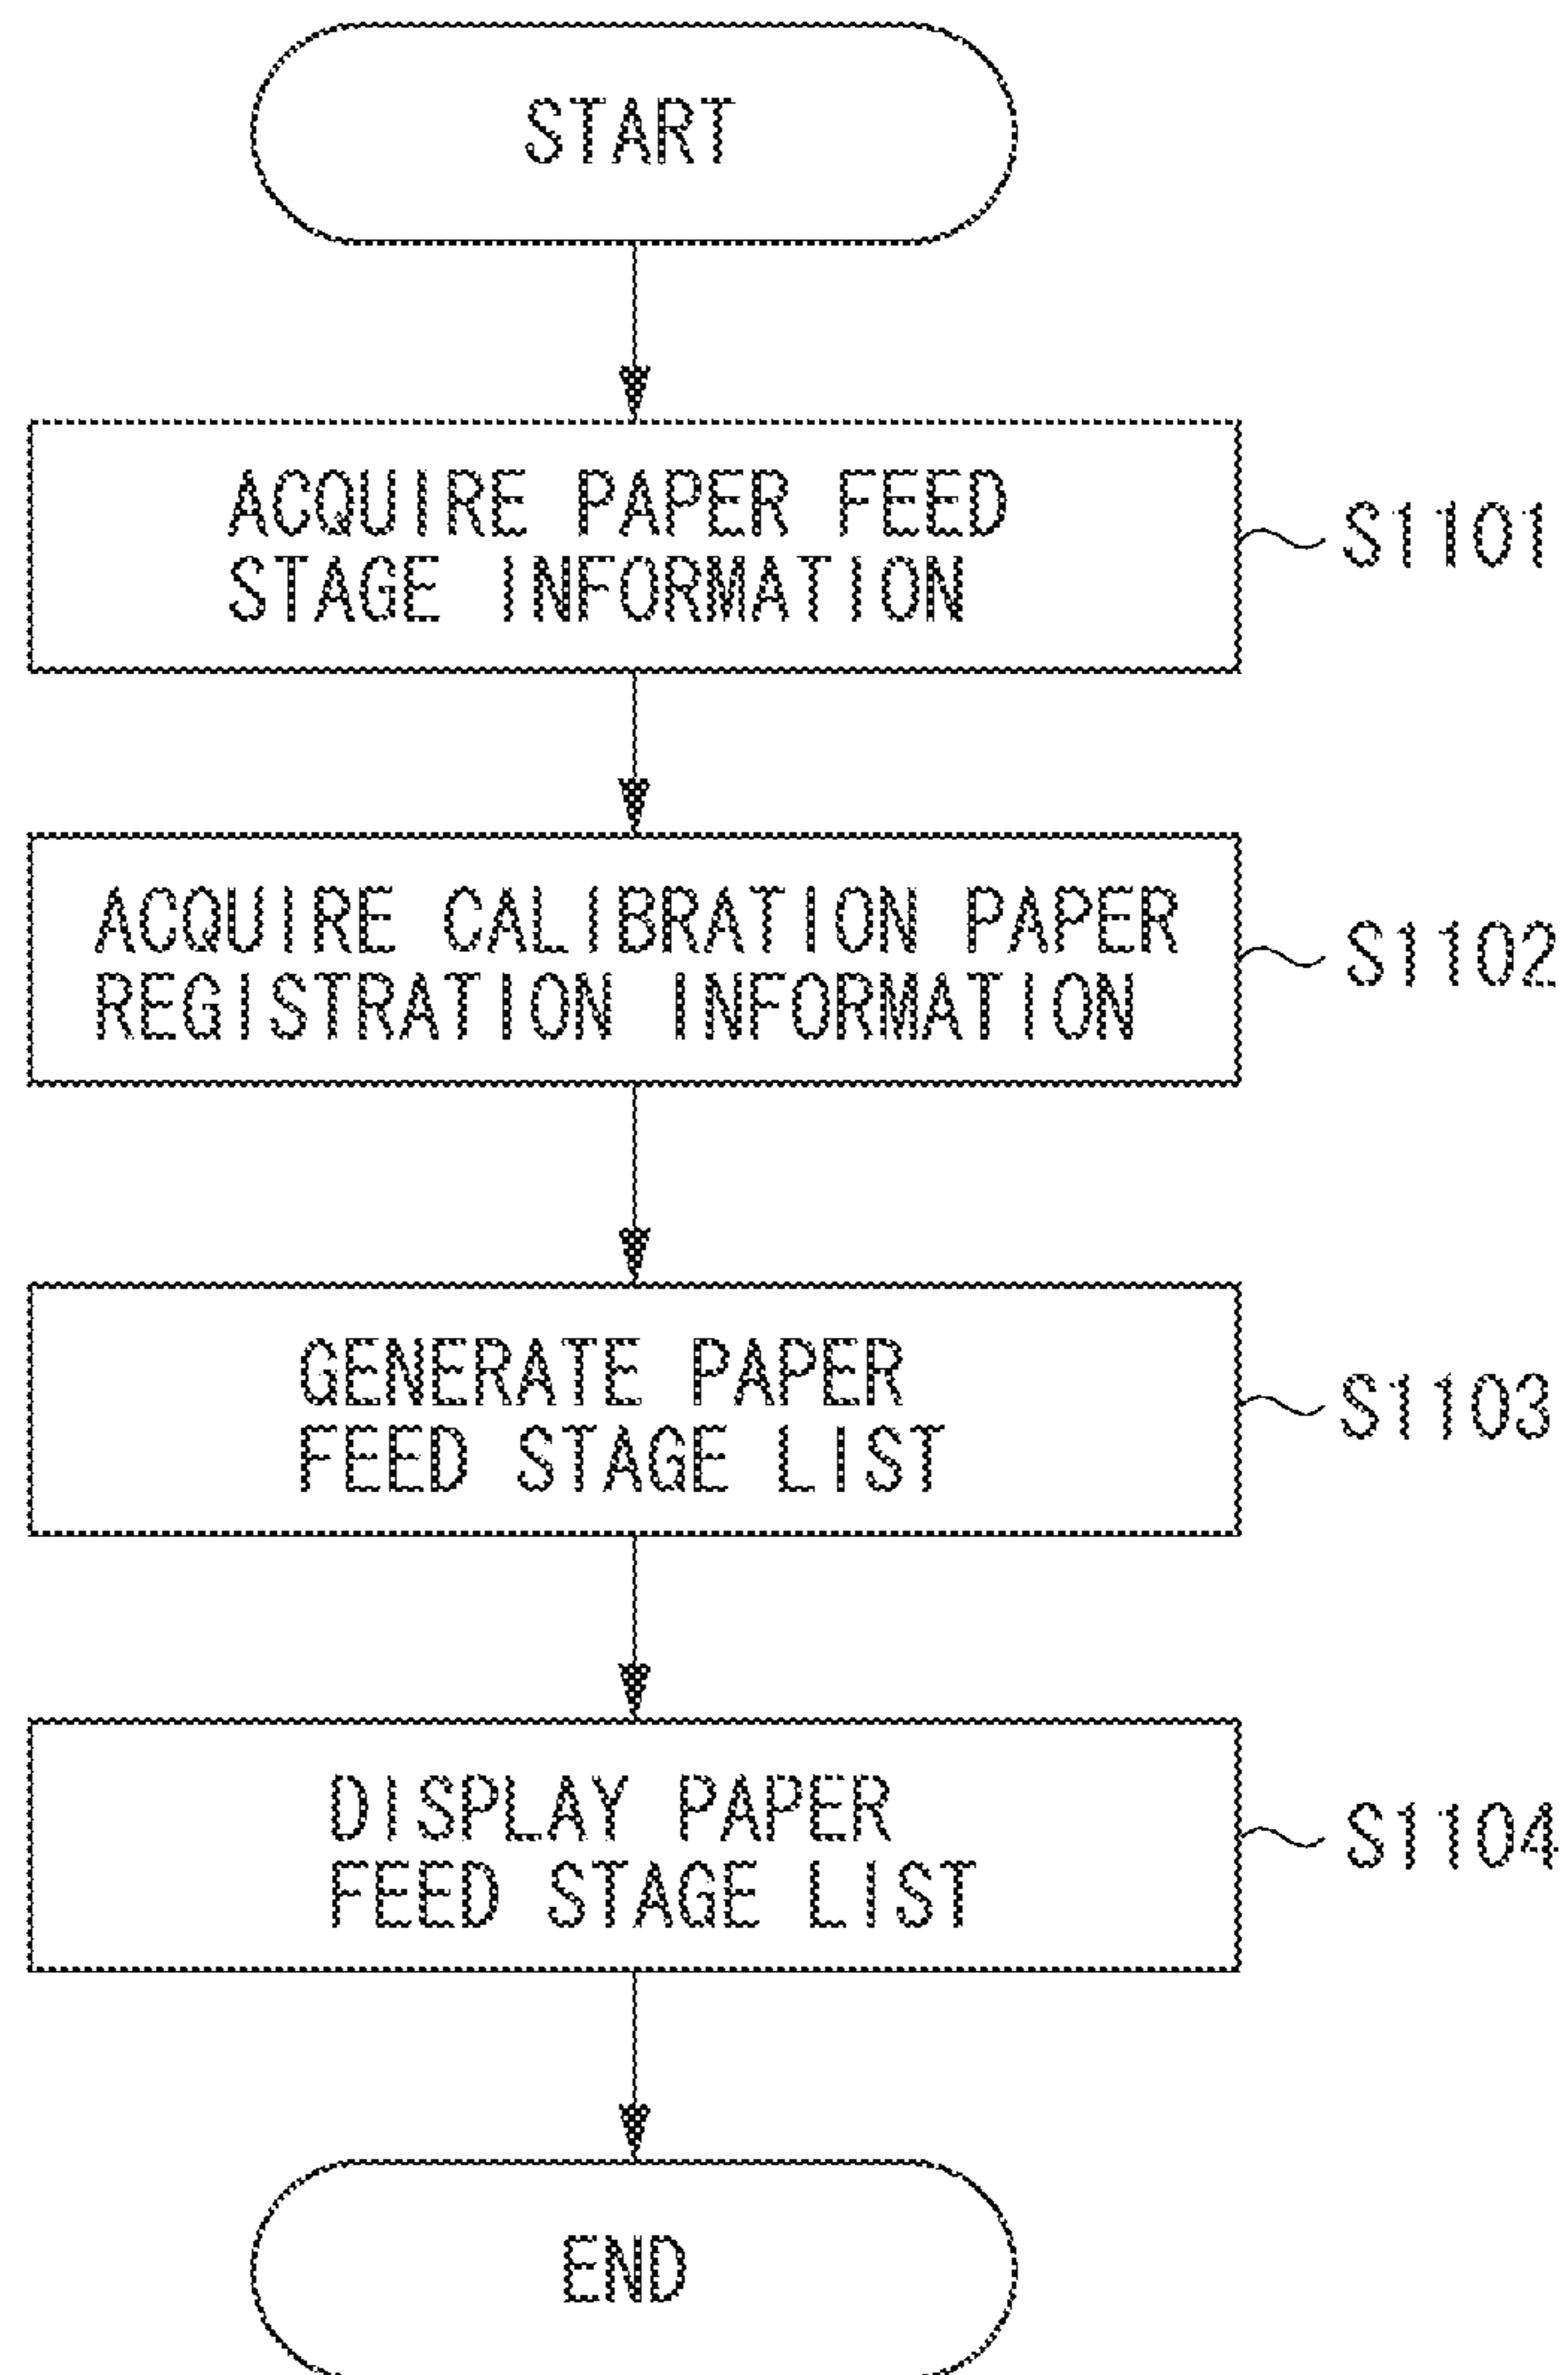 START
ACQUIRE PAPER FEED
STAGE INFORMATION
S1101
ACQUIRE CALIBRATION PAPER
REGISTRATION INFORMATION
S1102
GENERATE PAPER
FEED STAGE LIST
S1103
DISPLAY PAPER
FEED STAGE LIST
S1104
END